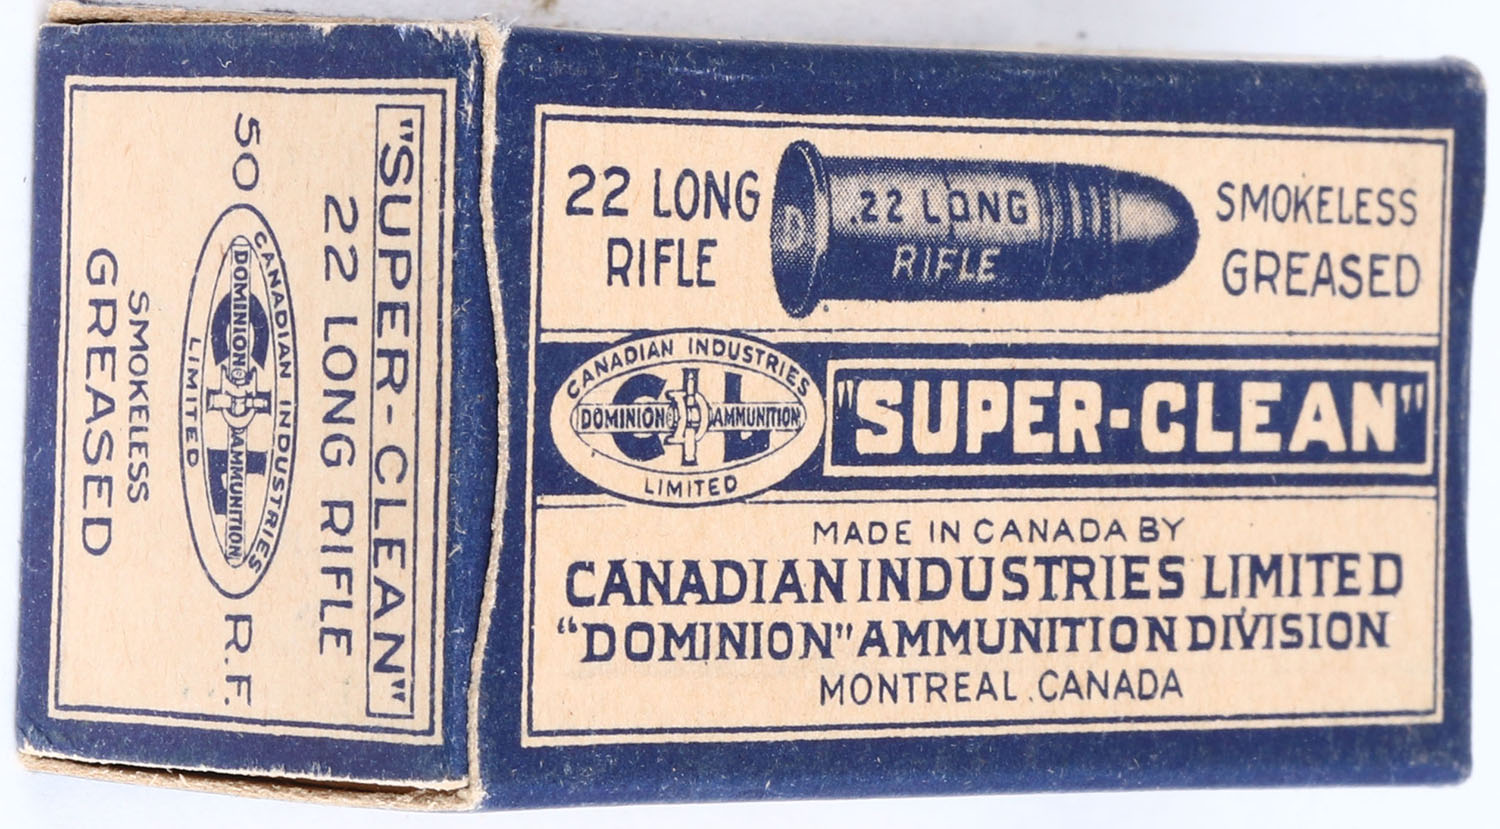 "SUPER-CLEAN"
22 LONG RIFLE
50
CANADIAN INDUSTRIES
DOMINION AMMUNITION
LIMITED
R.F.
SMOKELESS
GREASED
22 LONG
RIFLE
D
.22 LONG
RIFLE
SMOKELESS
GREASED
CANADIAN INDUSTRIES
CIL
DOMINION AMMUNITION
LIMITED
"SUPER-CLEAN"
MADE IN CANADA BY
CANADIAN INDUSTRIES LIMITED
"DOMINION" AMMUNITION DIVISION
MONTREAL . CANADA